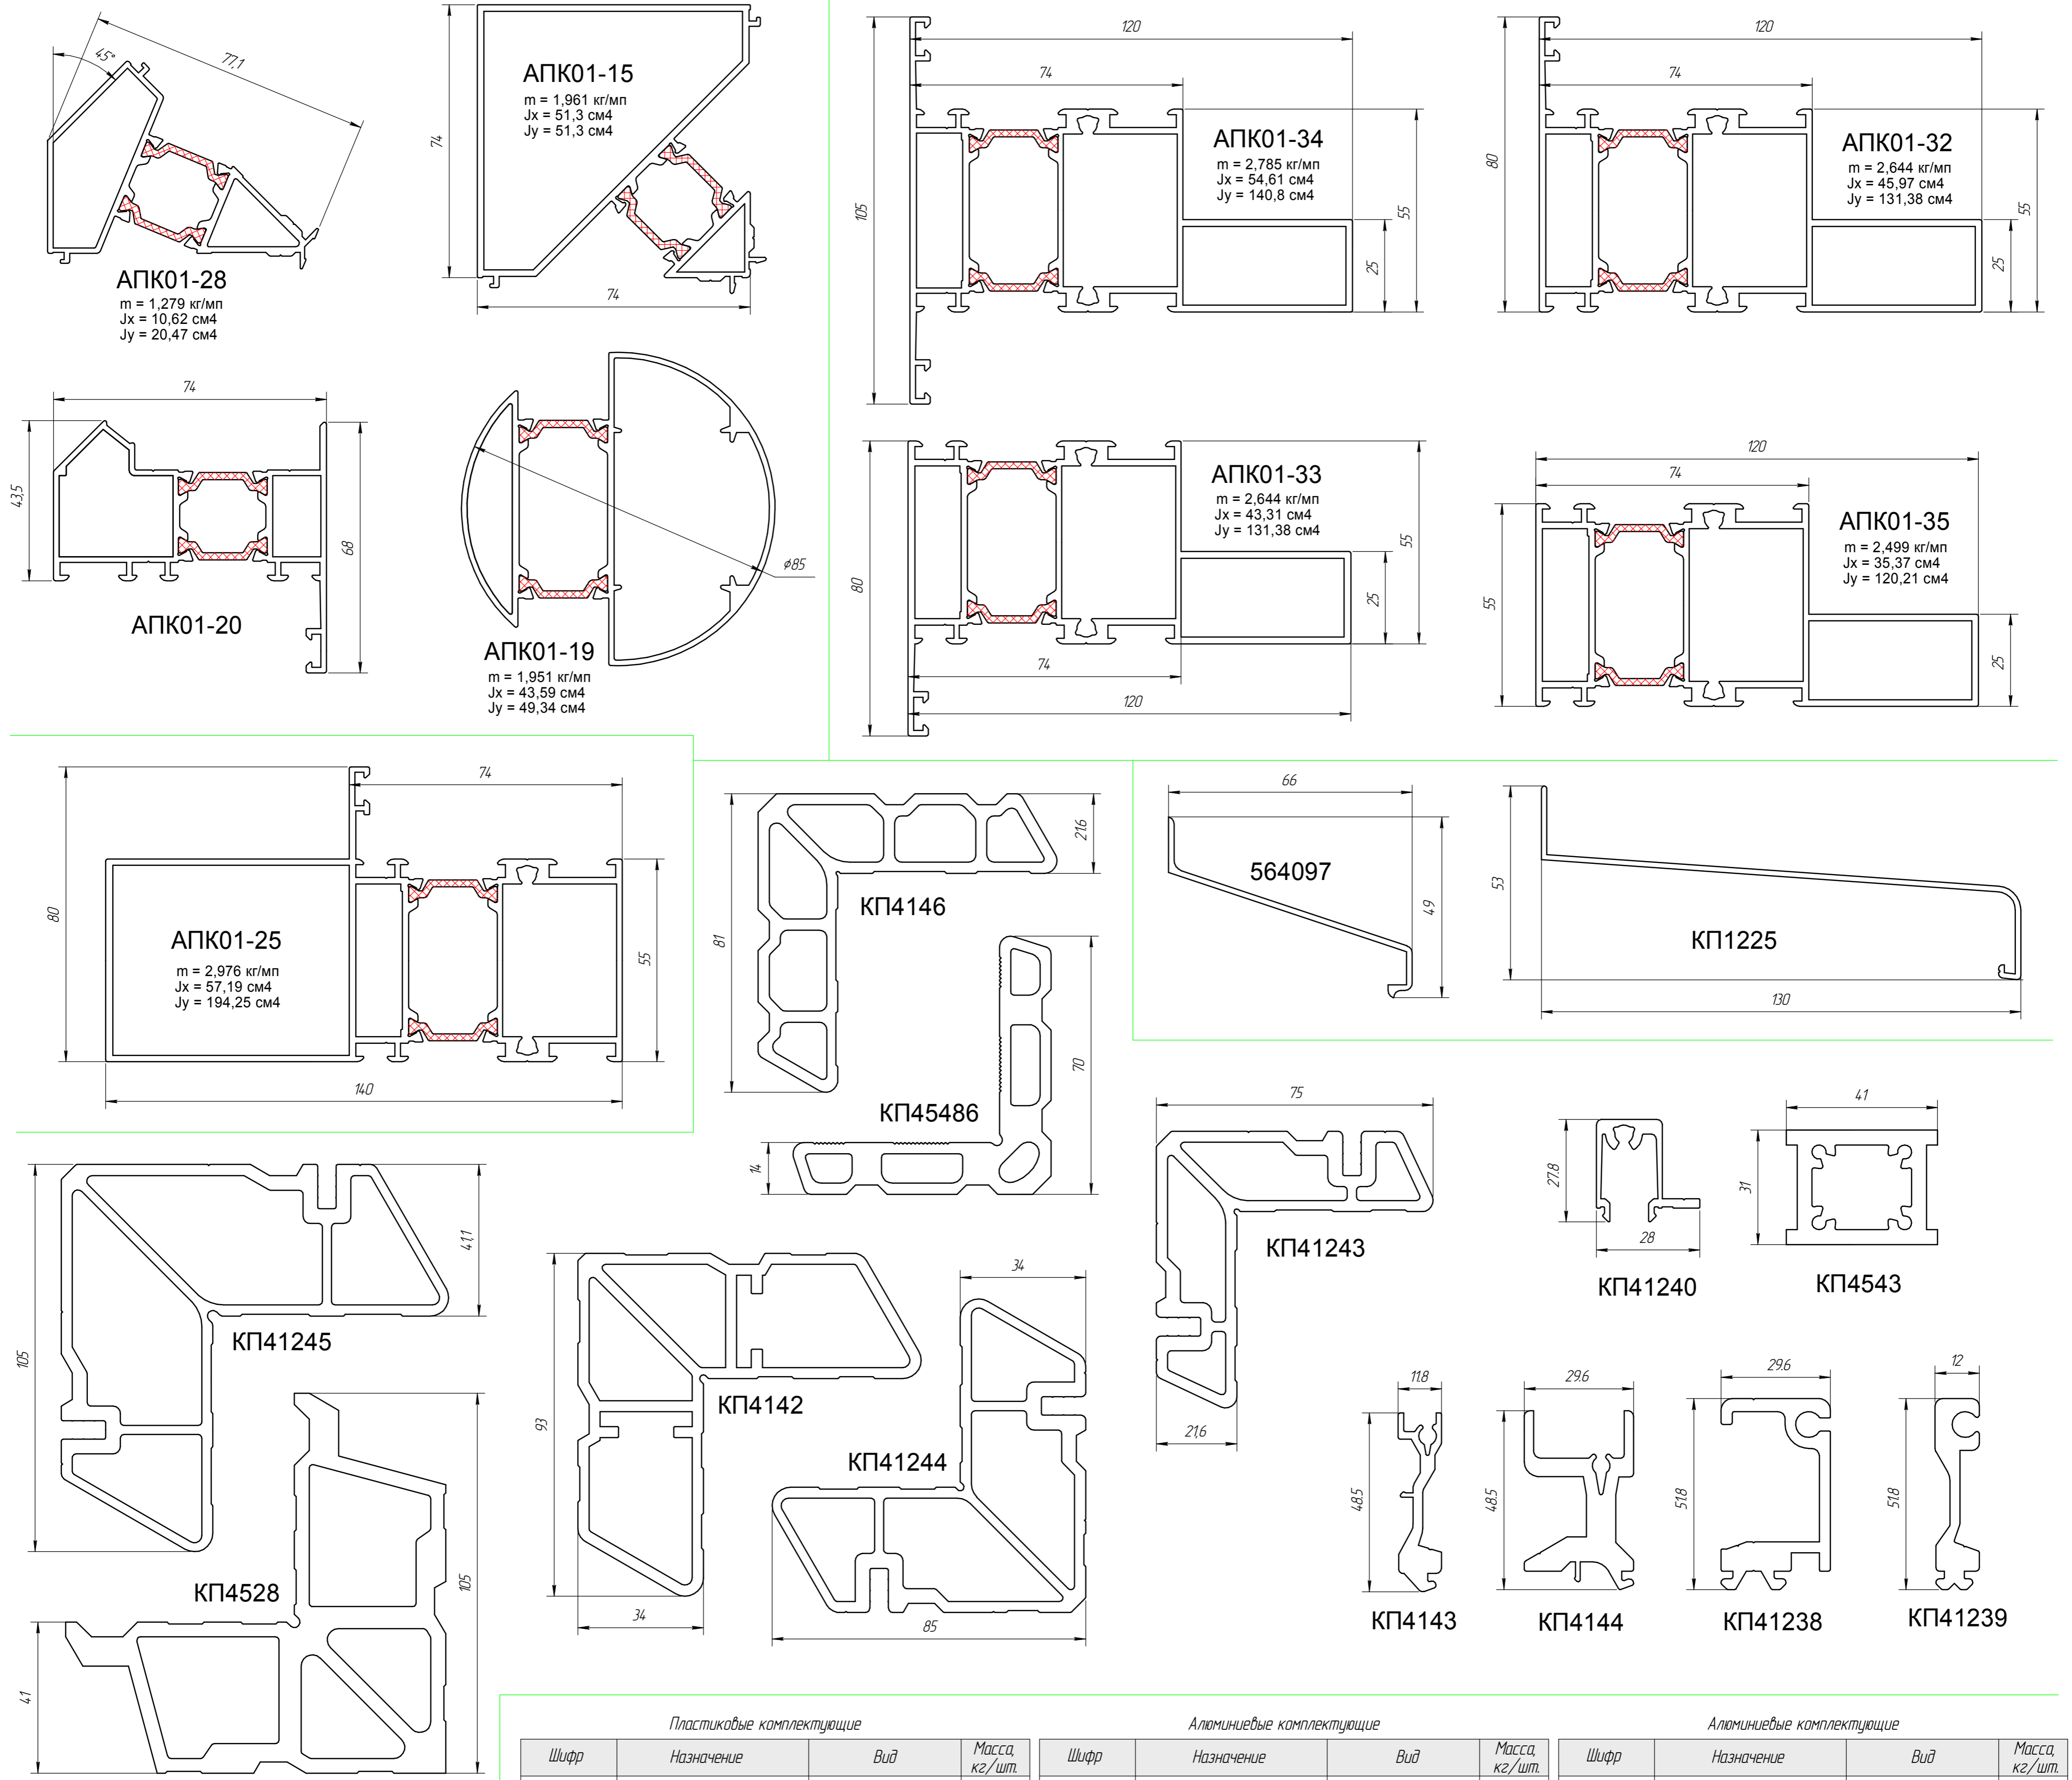 45°
77,1
АПК01-28
m = 1,279 кг/мп
Jx = 10,62 см4
Jy = 20,47 см4
74
АПК01-15
m = 1,961 кг/мп
Jx = 51,3 см4
Jy = 51,3 см4
74
120
74
105
АПК01-34
m = 2,785 кг/мп
Jx = 54,61 см4
Jy = 140,8 см4
25
55
120
74
80
АПК01-32
m = 2,644 кг/мп
Jx = 45,97 см4
Jy = 131,38 см4
25
55
74
43,5
68
АПК01-20
ϕ85
АПК01-19
m = 1,951 кг/мп
Jx = 43,59 см4
Jy = 49,34 см4
80
АПК01-33
m = 2,644 кг/мп
Jx = 43,31 см4
Jy = 131,38 см4
25
55
74
120
120
74
55
АПК01-35
m = 2,499 кг/мп
Jx = 35,37 см4
Jy = 120,21 см4
25
74
80
АПК01-25
m = 2,976 кг/мп
Jx = 57,19 см4
Jy = 194,25 см4
55
140
81
21.6
КП4146
70
КП45486
14
66
564097
49
53
КП1225
130
105
41.1
КП41245
105
КП4528
41
93
КП4142
34
34
КП41244
85
75
КП41243
21,6
27.8
28
КП41240
41
31
КП4543
11.8
48.5
КП4143
29.6
48.5
КП4144
29.6
51.8
КП41238
12
51.8
КП41239
Пластиковые комплектующие
Шифр
Назначение
Вид
Масса,
кг/шт.
Алюминиевые комплектующие
Шифр
Назначение
Вид
Масса,
кг/шт.
Алюминиевые комплектующие
Шифр
Назначение
Вид
Масса,
кг/шт.